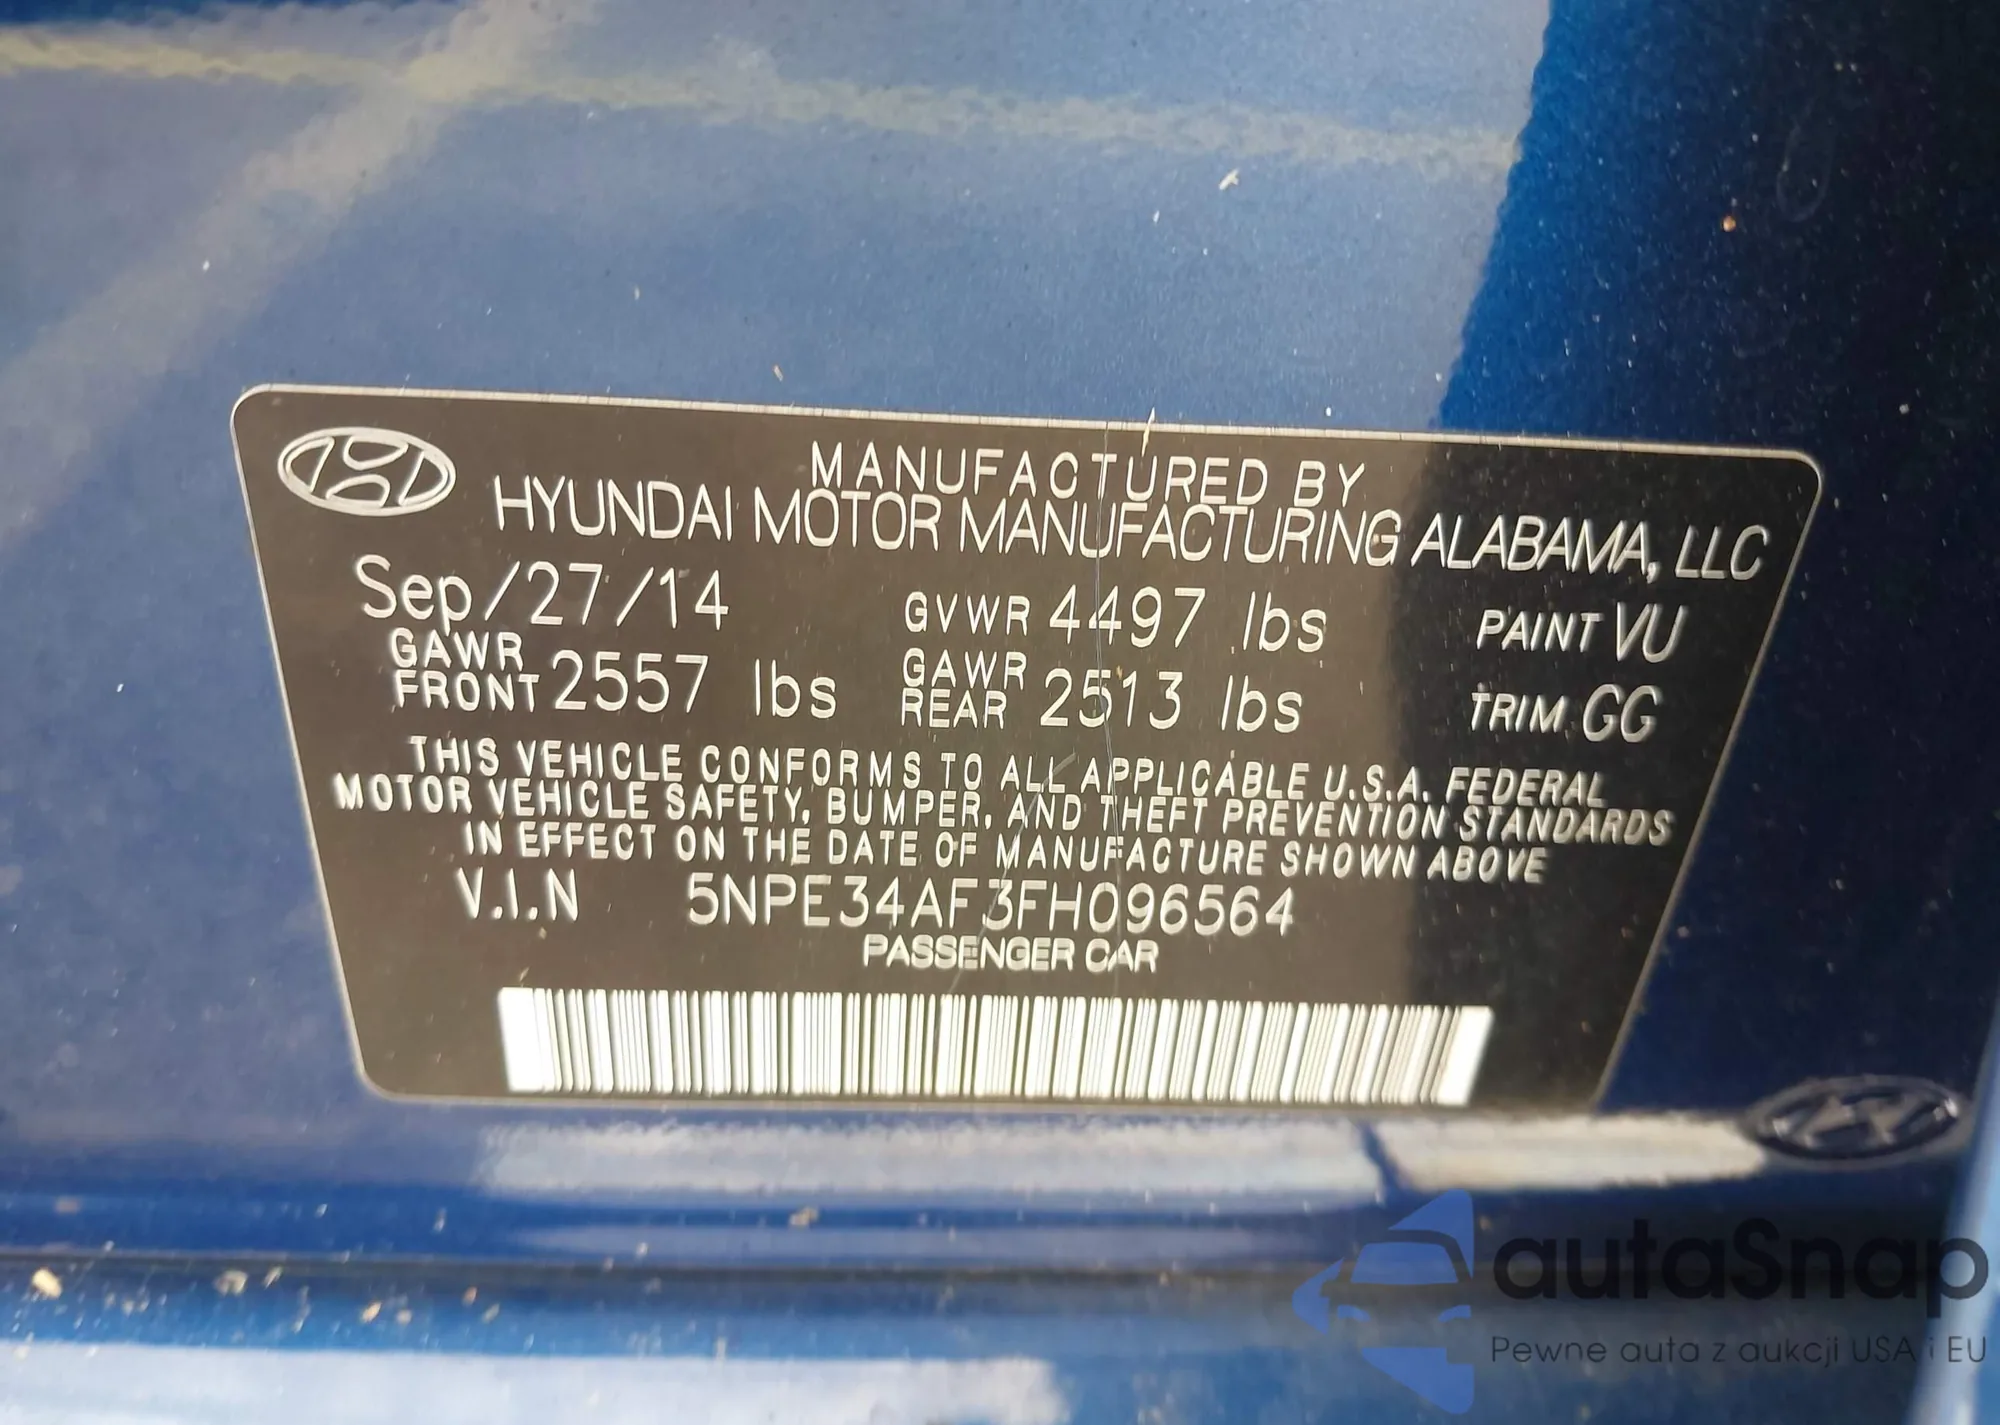 MANUFACTURED BY
HYUNDAI MOTOR MANUFACTURING ALABAMA, LLC
Sep/27/14 GVWR 4497 lbs PAINT VU
GAWR FRONT 2557 lbs GAWR REAR 2513 lbs TRIM GG
THIS VEHICLE CONFORMS TO ALL APPLICABLE U.S.A. FEDERAL
MOTOR VEHICLE SAFETY, BUMPER, AND THEFT PREVENTION STANDARDS
IN EFFECT ON THE DATE OF MANUFACTURE SHOWN ABOVE
V.I.N 5NPE34AF3FH096564
PASSENGER CAR
autaSnap
Pewne auta z aukcji USA i EU